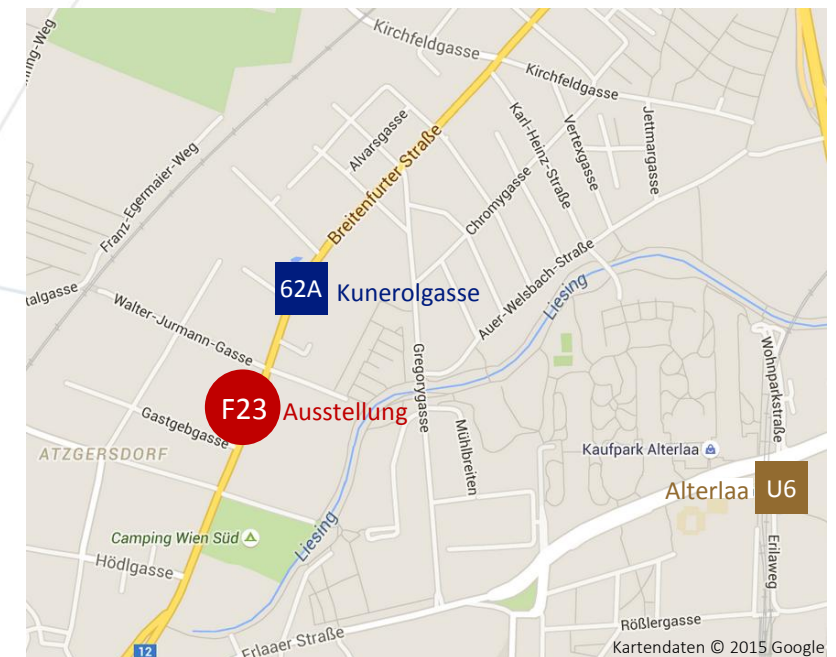 Kirchfeldgasse
Kirchfeldgasse
Karl-Heinz-Straße
Vertexgasse
Jettmargasse
Alvarsgasse
Breitenfurter Straße
Chromygasse
Franz-Egermaier-Weg
Auer-Welsbach-Straße
Liesing
62A Kunerolgasse
Walter-Jurmann-Gasse
Gregorygasse
Wohnparkstraße
F23 Ausstellung
Gastgebgasse
Mühlbreiten
ATZGERSDORF
Kaufpark Alterlaa
Alterlaa U6
Camping Wien Süd
Liesing
Hödlgasse
Erilaweg
Rößlergasse
Erlaaer Straße
12
Kartendaten © 2015 Google